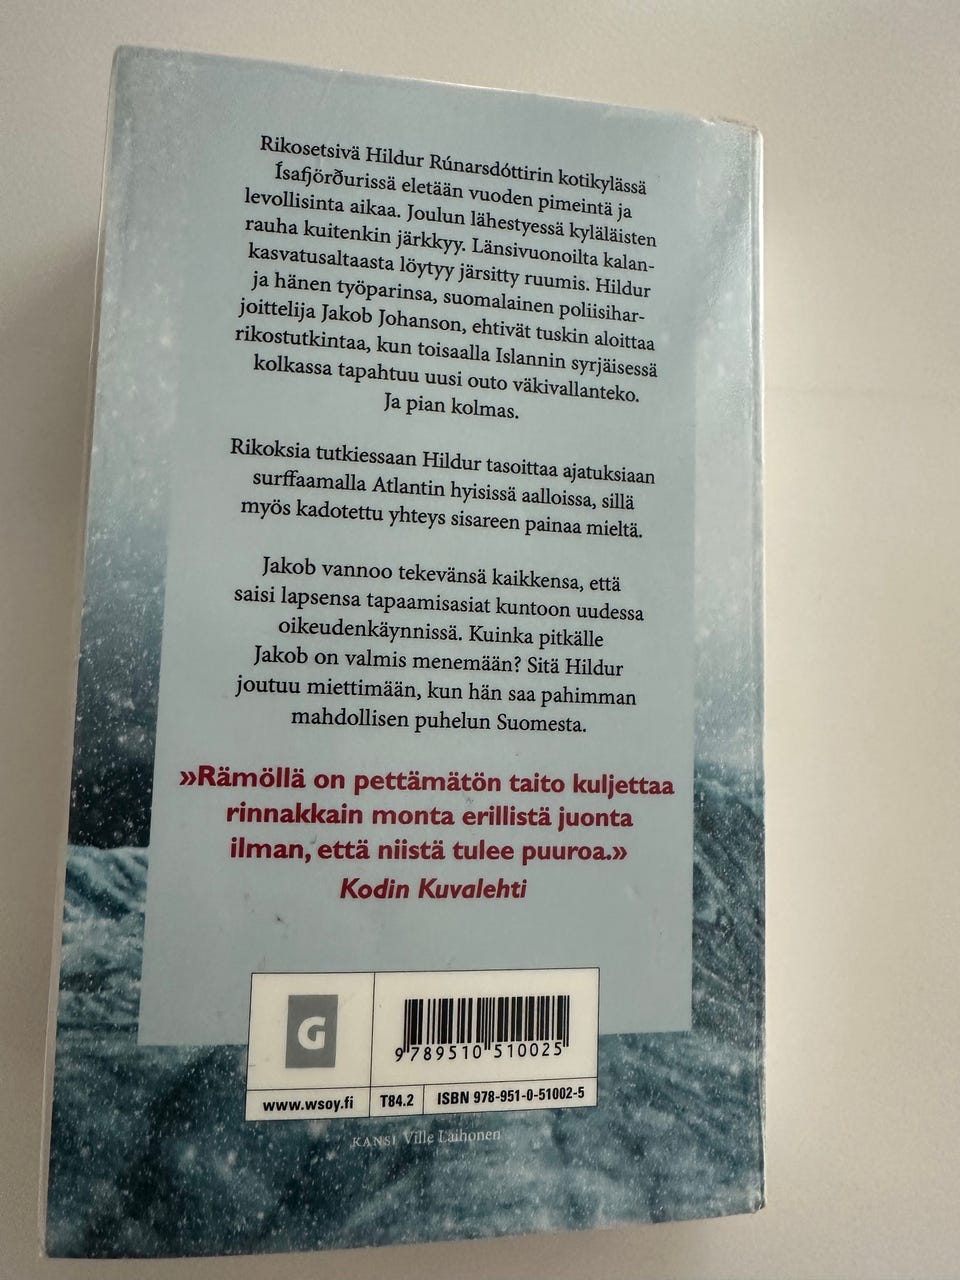 Rikosetsivä Hildur Rúnarsdóttirin kotikylässä
Ísafjörðurissä eletään vuoden pimeintä ja
levollisinta aikaa. Joulun lähestyessä kyläläisten
rauha kuitenkin järkkyy. Länsivuonoilta kalan-
kasvatusaltaasta löytyy järsitty ruumis. Hildur
ja hänen työparinsa, suomalainen poliisihar-
joittelija Jakob Johanson, ehtivät tuskin aloittaa
rikostutkintaa, kun toisaalla Islannin syrjäisessä
kolkassa tapahtuu uusi outo väkivallanteko.
Ja pian kolmas.
Rikoksia tutkiessaan Hildur tasoittaa ajatuksiaan
surffaamalla Atlantin hyisissä aalloissa, sillä
myös kadotettu yhteys sisareen painaa mieltä.
Jakob vannoo tekevänsä kaikkensa, että
saisi lapsensa tapaamisasiat kuntoon uudessa
oikeudenkäynnissä. Kuinka pitkälle
Jakob on valmis menemään? Sitä Hildur
joutuu miettimään, kun hän saa pahimman
mahdollisen puhelun Suomesta.
»Rämöllä on pettämätön taito kuljettaa
rinnakkain monta erillistä juonta
ilman, että niistä tulee puuroa.»
Kodin Kuvalehti
G
9 789510 510025
www.wsoy.fi T84.2 ISBN 978-951-0-51002-5
KANSI Ville Laihonen